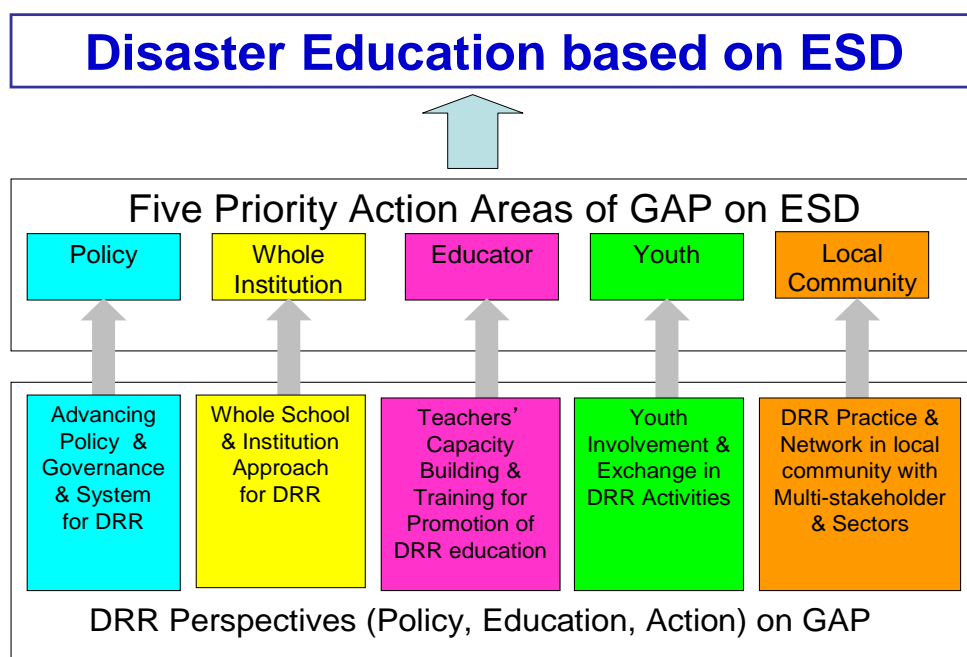 Disaster Education based on ESD
Five Priority Action Areas of GAP on ESD
Policy
Whole
Institution
Educator
Youth
Local
Community
Advancing
Policy & 
Governance
& System
for DRR
Whole School
& Institution
Approach
for DRR
Teachers’
Capacity
Building &
Training for
Promotion of
DRR education
Youth
Involvement &
Exchange in
DRR Activities
DRR Practice &
Network in local
community with
Multi-stakeholder
& Sectors
DRR Perspectives (Policy, Education, Action) on GAP